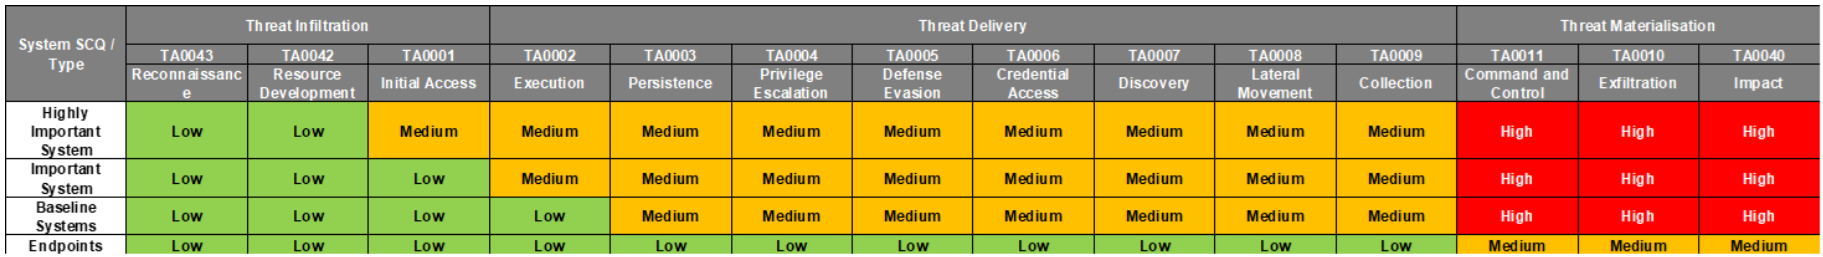 System SCQ /
Type
Threat Infiltration
Threat Delivery
Threat Materialisation
TA0043 TA0042 TA0001 TA0002 TA0003 TA0004 TA0005 TA0006 TA0007 TA0008 TA0009 TA0011 TA0010 TA0040
Reconnaissanc
e
Resource
Development
Initial Access
Execution
Persistence
Privilege
Escalation
Defense
Evasion
Credential
Access
Discovery
Lateral
Movement
Collection
Command and
Control
Exfiltration
Impact
Highly
Important
System
Low Low Medium Medium Medium Medium Medium Medium Medium Medium Medium High High High
Important
System
Low Low Low Medium Medium Medium Medium Medium Medium Medium Medium High High High
Baseline
Systems
Low Low Low Low Medium Medium Medium Medium Medium Medium Medium High High High
Endpoints Low Low Low Low Low Low Low Low Low Low Low Medium Medium Medium